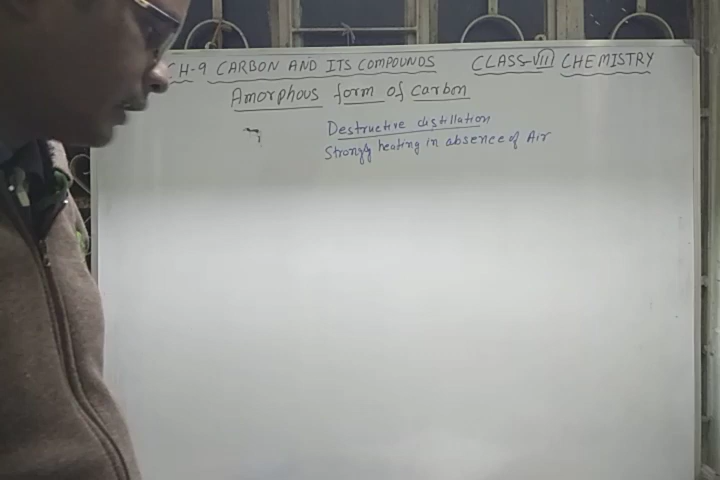 CH-9 CARBON AND ITS COMPOUNDS CLASS-VII CHEMISTRY
Amorphous form of carbon
Destructive distillation
Strongly heating in absence of Air